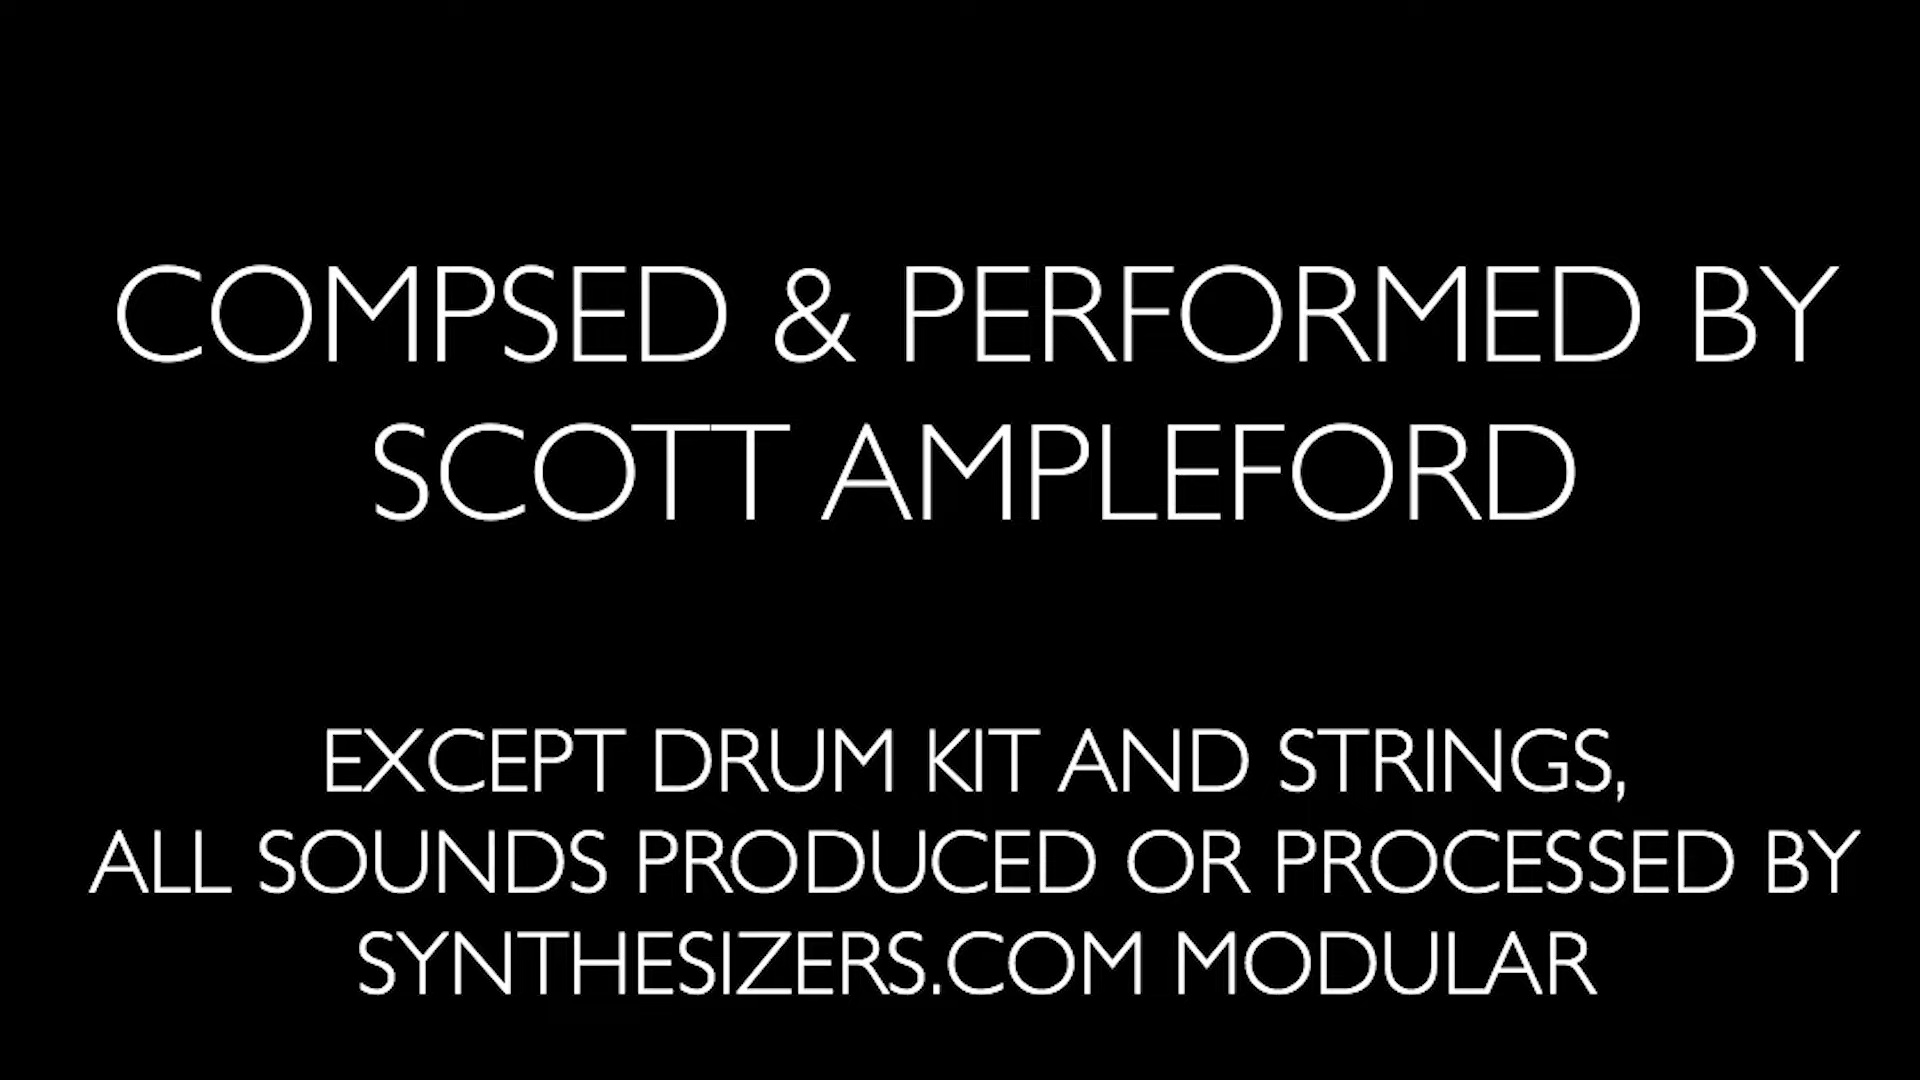 COMPSED & PERFORMED BY
SCOTT AMPLEFORD
EXCEPT DRUM KIT AND STRINGS,
ALL SOUNDS PRODUCED OR PROCESSED BY
SYNTHESIZERS.COM MODULAR